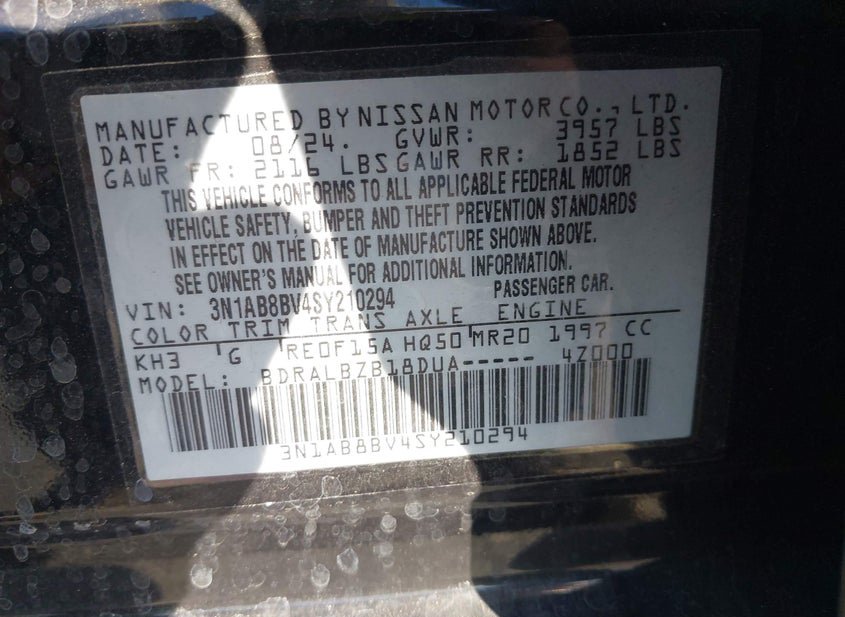 MANUFACTURED BY NISSAN MOTOR CO., LTD.
DATE: 08/24. GVWR: 3957 LBS
GAWR FR: 2116 LBS GAWR RR: 1852 LBS
THIS VEHICLE CONFORMS TO ALL APPLICABLE FEDERAL MOTOR
VEHICLE SAFETY, BUMPER AND THEFT PREVENTION STANDARDS
IN EFFECT ON THE DATE OF MANUFACTURE SHOWN ABOVE.
SEE OWNER'S MANUAL FOR ADDITIONAL INFORMATION.
VIN: 3N1AB8BV4SY210294 PASSENGER CAR.
COLOR TRIM TRANS AXLE ENGINE
KH3 G RE0F15A HQ50 MR20 1997 CC
MODEL: BDRALBZB18DUA----- 4Z000
3N1AB8BV4SY210294